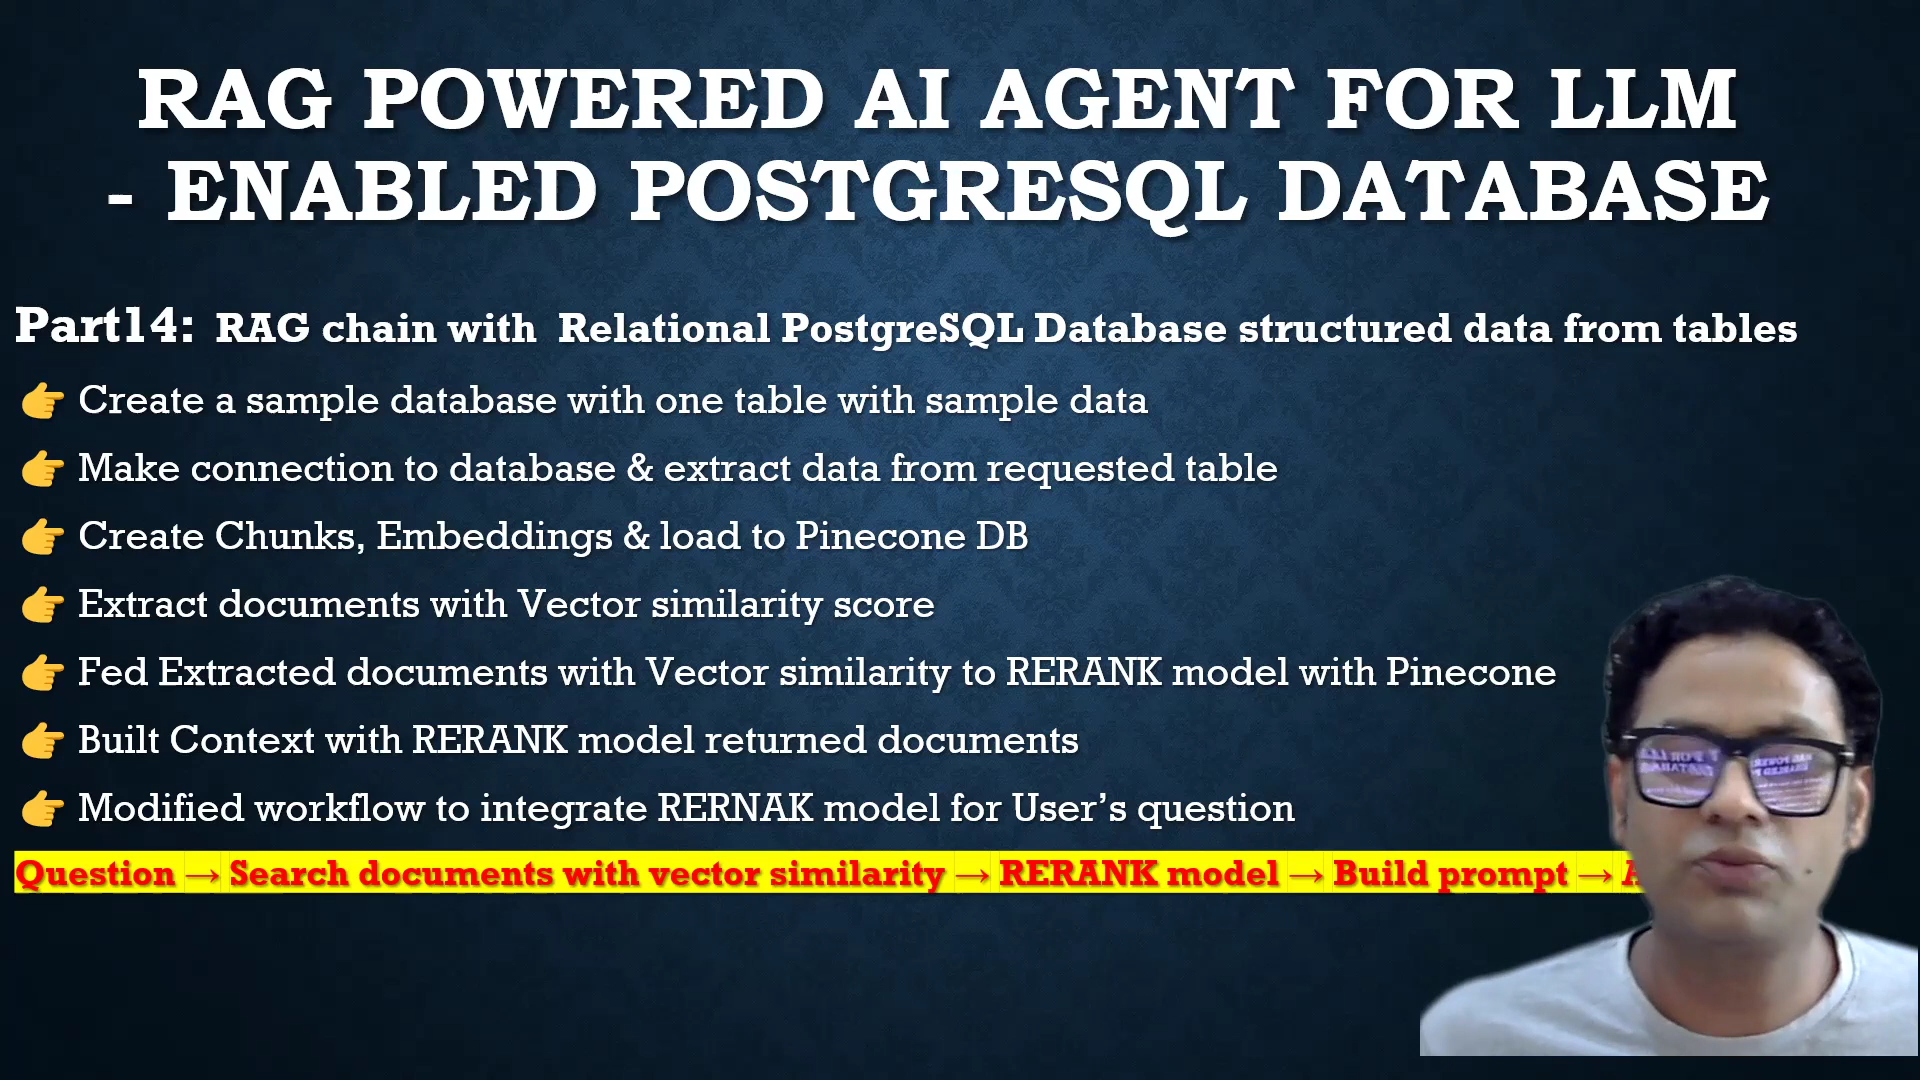 RAG POWERED AI AGENT FOR LLM
- ENABLED POSTGRESQL DATABASE
Part14: RAG chain with Relational PostgreSQL Database structured data from tables
👉 Create a sample database with one table with sample data
👉 Make connection to database & extract data from requested table
👉 Create Chunks, Embeddings & load to Pinecone DB
👉 Extract documents with Vector similarity score
👉 Fed Extracted documents with Vector similarity to RERANK model with Pinecone
👉 Built Context with RERANK model returned documents
👉 Modified workflow to integrate RERNAK model for User’s question
Question → Search documents with vector similarity → RERANK model → Build prompt →